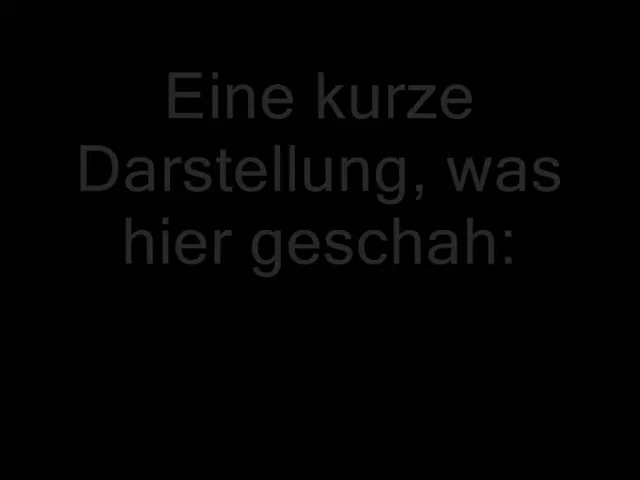 Eine kurze
Darstellung, was
hier geschah: